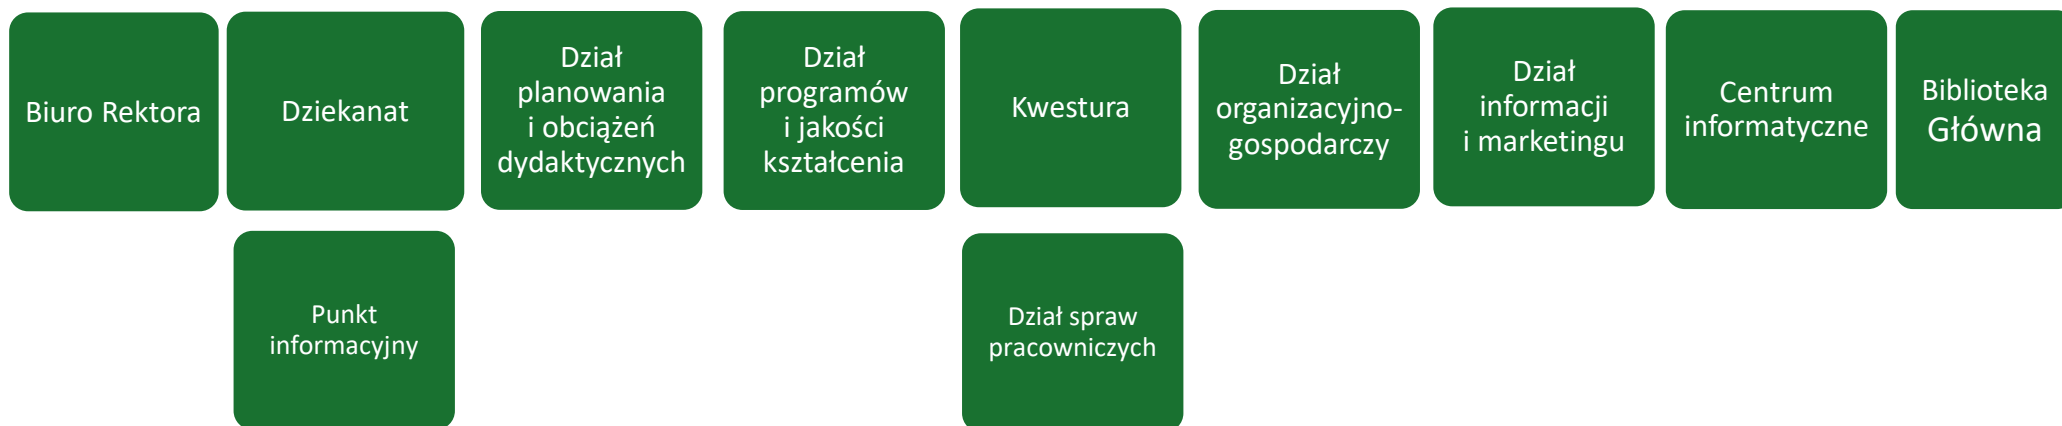 Biuro Rektora
Dziekanat
Dział
planowania
i obciążeń
dydaktycznych
Dział
programów
i jakości
kształcenia
Kwestura
Dział
organizacyjno-
gospodarczy
Dział
informacji
i marketingu
Centrum
informatyczne
Biblioteka
Główna
Punkt
informacyjny
Dział spraw
pracowniczych